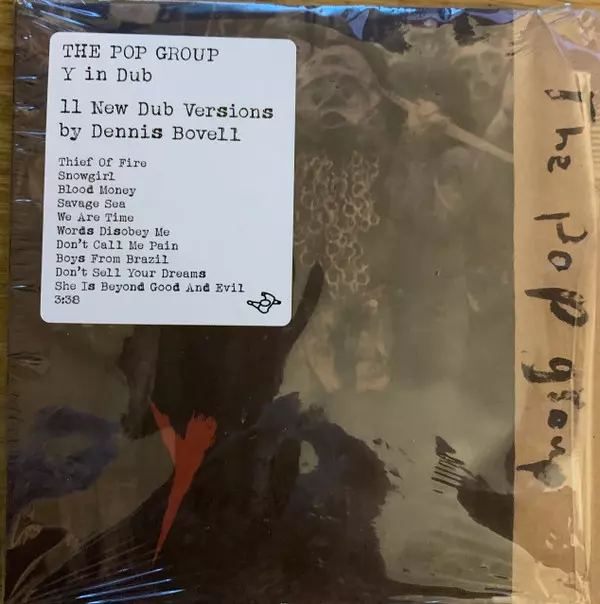 THE POP GROUP
Y in Dub
11 New Dub Versions
by Dennis Bovell
Thief Of Fire
Snowgirl
Blood Money
Savage Sea
We Are Time
Words Disobey Me
Don't Call Me Pain
Boys From Brazil
Don't Sell Your Dreams
She Is Beyond Good And Evil
3:38
The pop group
Y